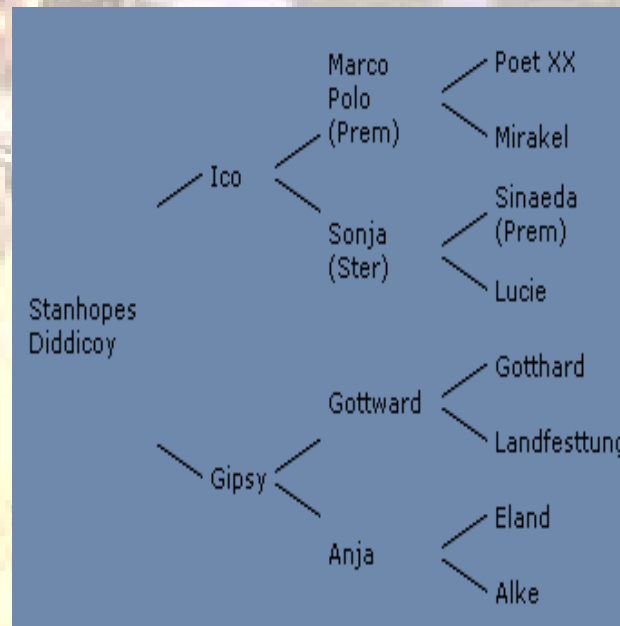 Marco
Polo
(Prem)
Poet XX
Mirakel
Ico
Sonja
(Ster)
Sinaeda
(Prem)
Lucie
Stanhopes
Diddicoy
Gottward
Gotthard
Landfesttung
Gipsy
Anja
Eland
Alke